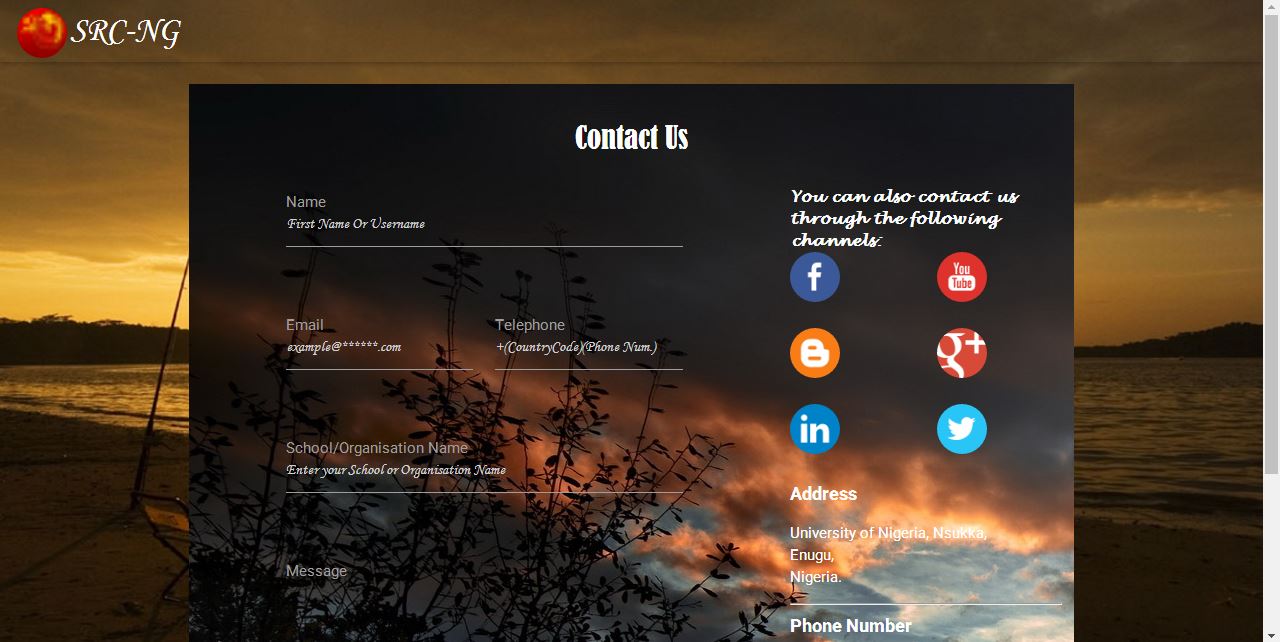 SRC-NG
Contact Us
Name
First Name Or Username
Email
example@******.com
Telephone
+(CountryCode)(Phone Num.)
School/Organisation Name
Enter your School or Organisation Name
Message
You can also contact us
through the following
channels:
f
You
Tube
B
g+
in
Address
University of Nigeria, Nsukka,
Enugu,
Nigeria.
Phone Number